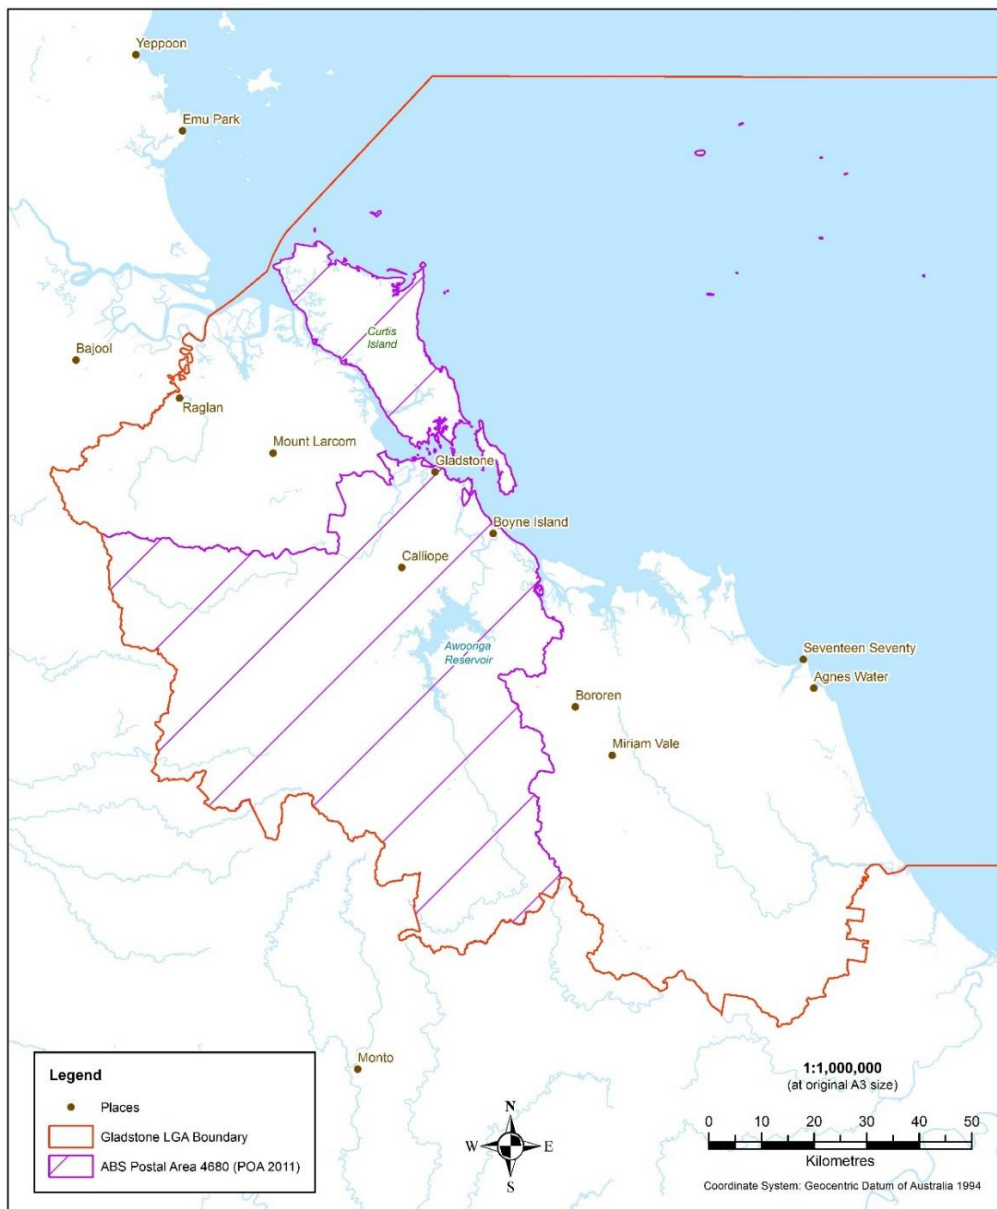 Yeppoon
Emu Park
Curtis
Island
Bajool
Raglan
Mount Larcom
Gladstone
Boyne Island
Calliope
Awoonga
Reservoir
Seventeen Seventy
Agnes Water
Bororen
Miriam Vale
Monto
Legend
Places
Gladstone LGA Boundary
ABS Postal Area 4680 (POA 2011)
N
W E
S
1:1,000,000
(at original A3 size)
0 10 20 30 40 50
Kilometres
Coordinate System: Geocentric Datum of Australia 1994